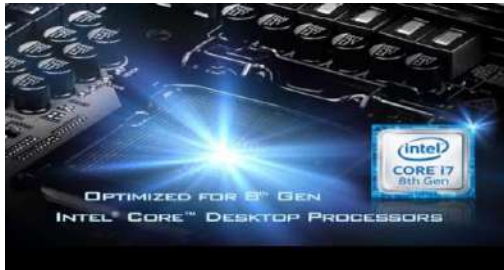 intel
CORE i7
8th Gen
OPTIMIZED FOR 8th GEN
INTEL® CORE™ DESKTOP PROCESSORS